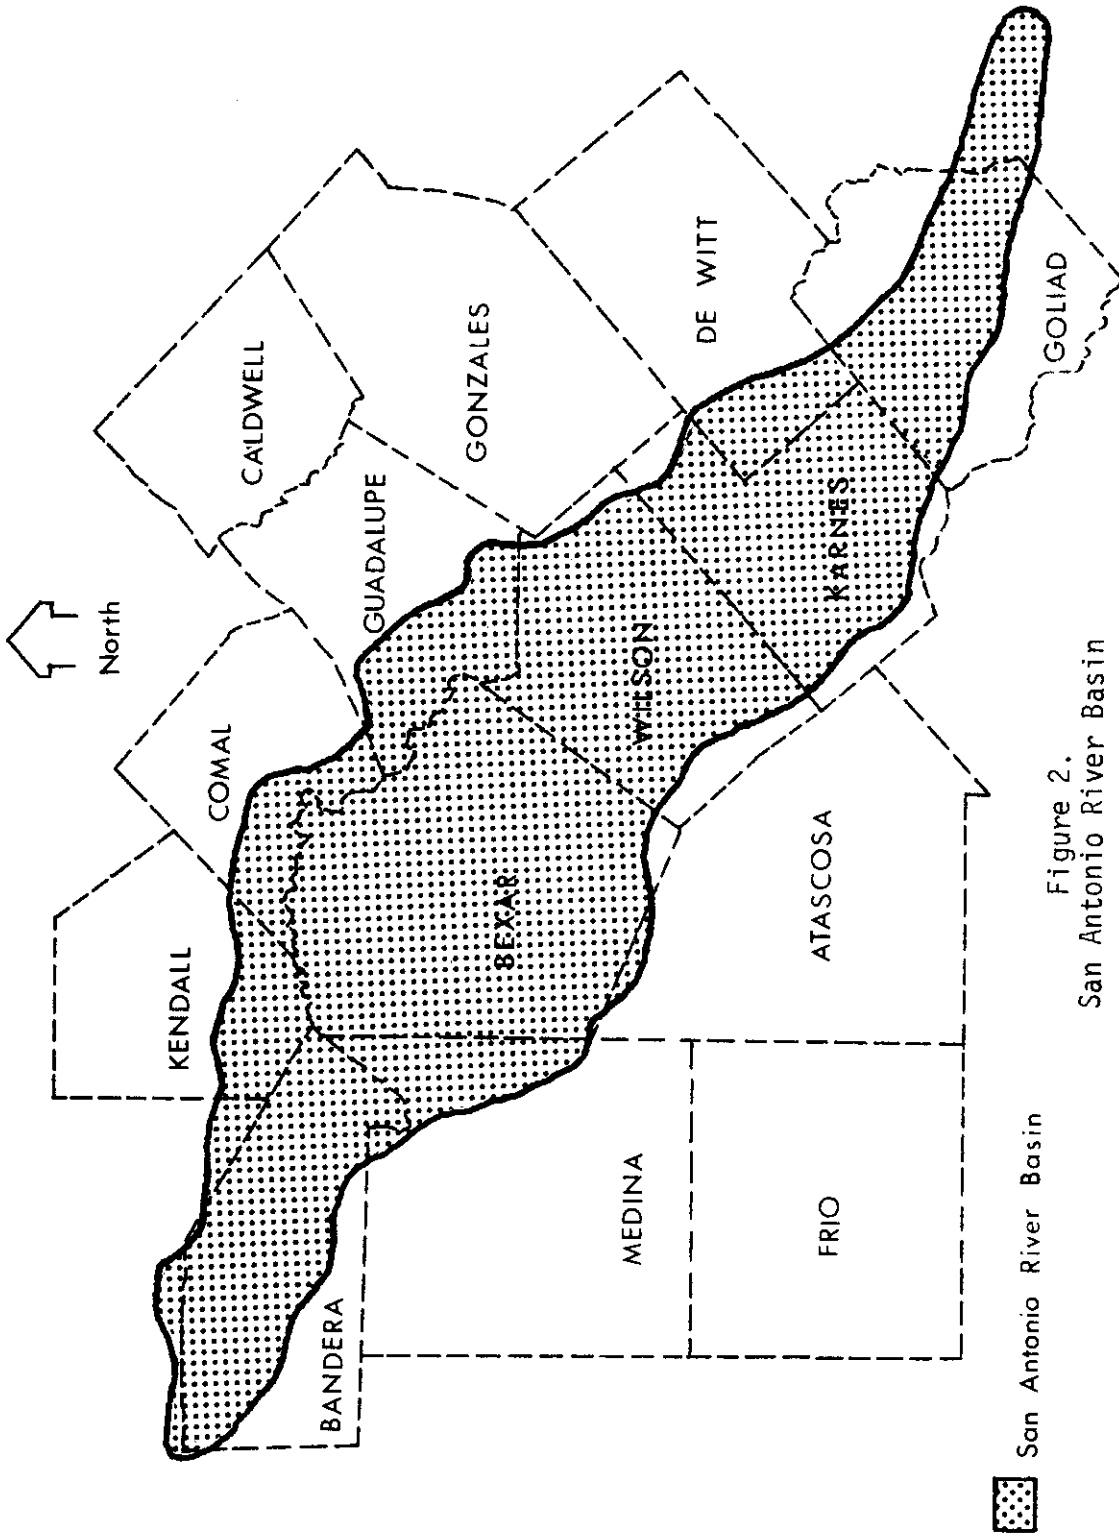 North
KENDALL
COMAL
CALDWELL
GUADALUPE
GONZALES
BANDERA
BEXAR
WILSON
DE WITT
MEDINA
ATASCOSA
KARNES
FRIO
GOLIAD
San Antonio River Basin
Figure 2.
San Antonio River Basin